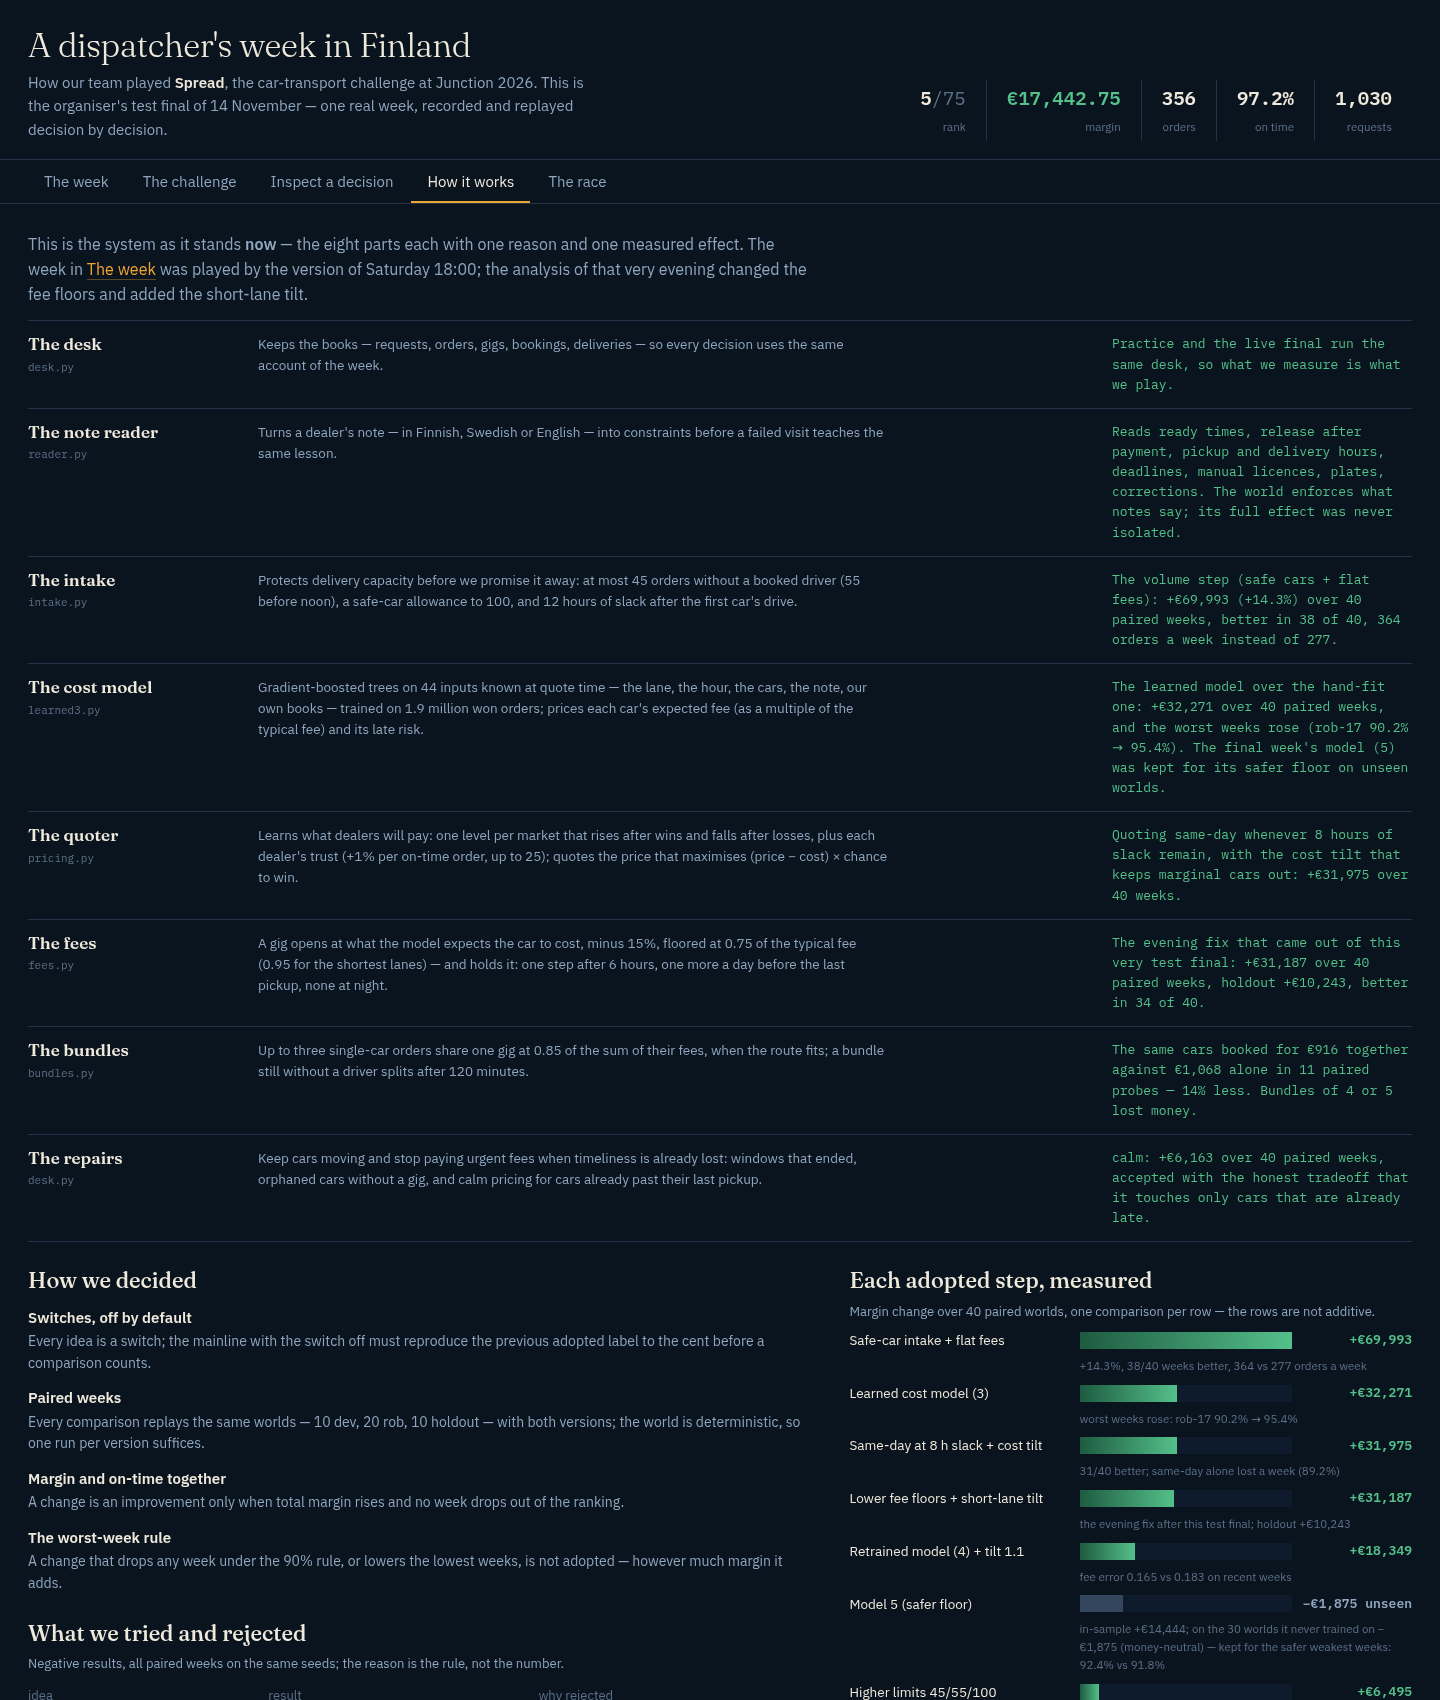 A dispatcher's week in Finland
How our team played Spread, the car-transport challenge at Junction 2026. This is
the organiser's test final of 14 November — one real week, recorded and replayed
decision by decision.
5/75
rank
€17,442.75
margin
356
orders
97.2%
on time
1,030
requests
The week
The challenge
Inspect a decision
How it works
The race
This is the system as it stands now — the eight parts each with one reason and one measured effect. The
week in The week was played by the version of Saturday 18:00; the analysis of that very evening changed the
fee floors and added the short-lane tilt.
The desk
desk.py
Keeps the books — requests, orders, gigs, bookings, deliveries — so every decision uses the same
account of the week.
Practice and the live final run the
same desk, so what we measure is what
we play.
The note reader
reader.py
Turns a dealer's note — in Finnish, Swedish or English — into constraints before a failed visit teaches the
same lesson.
Reads ready times, release after
payment, pickup and delivery hours,
deadlines, manual licences, plates,
corrections. The world enforces what
notes say; its full effect was never
isolated.
The intake
intake.py
Protects delivery capacity before we promise it away: at most 45 orders without a booked driver (55
before noon), a safe-car allowance to 100, and 12 hours of slack after the first car's drive.
The volume step (safe cars + flat
fees): +€69,993 (+14.3%) over 40
paired weeks, better in 38 of 40, 364
orders a week instead of 277.
The cost model
learned3.py
Gradient-boosted trees on 44 inputs known at quote time — the lane, the hour, the cars, the note, our
own books — trained on 1.9 million won orders; prices each car's expected fee (as a multiple of the
typical fee) and its late risk.
The learned model over the hand-fit
one: +€32,271 over 40 paired weeks,
and the worst weeks rose (rob-17 90.2%
→ 95.4%). The final week's model (5)
was kept for its safer floor on unseen
worlds.
The quoter
pricing.py
Learns what dealers will pay: one level per market that rises after wins and falls after losses, plus each
dealer's trust (+1% per on-time order, up to 25); quotes the price that maximises (price − cost) × chance
to win.
Quoting same-day whenever 8 hours of
slack remain, with the cost tilt that
keeps marginal cars out: +€31,975 over
40 weeks.
The fees
fees.py
A gig opens at what the model expects the car to cost, minus 15%, floored at 0.75 of the typical fee
(0.95 for the shortest lanes) — and holds it: one step after 6 hours, one more a day before the last
pickup, none at night.
The evening fix that came out of this
very test final: +€31,187 over 40
paired weeks, holdout +€10,243, better
in 34 of 40.
The bundles
bundles.py
Up to three single-car orders share one gig at 0.85 of the sum of their fees, when the route fits; a bundle
still without a driver splits after 120 minutes.
The same cars booked for €916 together
against €1,068 alone in 11 paired
probes — 14% less. Bundles of 4 or 5
lost money.
The repairs
desk.py
Keep cars moving and stop paying urgent fees when timeliness is already lost: windows that ended,
orphaned cars without a gig, and calm pricing for cars already past their last pickup.
calm: +€6,163 over 40 paired weeks,
accepted with the honest tradeoff that
it touches only cars that are already
late.
How we decided
Switches, off by default
Every idea is a switch; the mainline with the switch off must reproduce the previous adopted label to the cent before a
comparison counts.
Paired weeks
Every comparison replays the same worlds — 10 dev, 20 rob, 10 holdout — with both versions; the world is deterministic, so
one run per version suffices.
Margin and on-time together
A change is an improvement only when total margin rises and no week drops out of the ranking.
The worst-week rule
A change that drops any week under the 90% rule, or lowers the lowest weeks, is not adopted — however much margin it
adds.
What we tried and rejected
Negative results, all paired weeks on the same seeds; the reason is the rule, not the number.
idea
result
why rejected
Each adopted step, measured
Margin change over 40 paired worlds, one comparison per row — the rows are not additive.
Safe-car intake + flat fees
+€69,993
+14.3%, 38/40 weeks better, 364 vs 277 orders a week
Learned cost model (3)
+€32,271
worst weeks rose: rob-17 90.2% → 95.4%
Same-day at 8 h slack + cost tilt
+€31,975
31/40 better; same-day alone lost a week (89.2%)
Lower fee floors + short-lane tilt
+€31,187
the evening fix after this test final; holdout +€10,243
Retrained model (4) + tilt 1.1
+€18,349
fee error 0.165 vs 0.183 on recent weeks
Model 5 (safer floor)
−€1,875 unseen
in-sample +€14,444; on the 30 worlds it never trained on −
€1,875 (money-neutral) — kept for the safer weakest weeks:
92.4% vs 91.8%
Higher limits 45/55/100
+€6,495